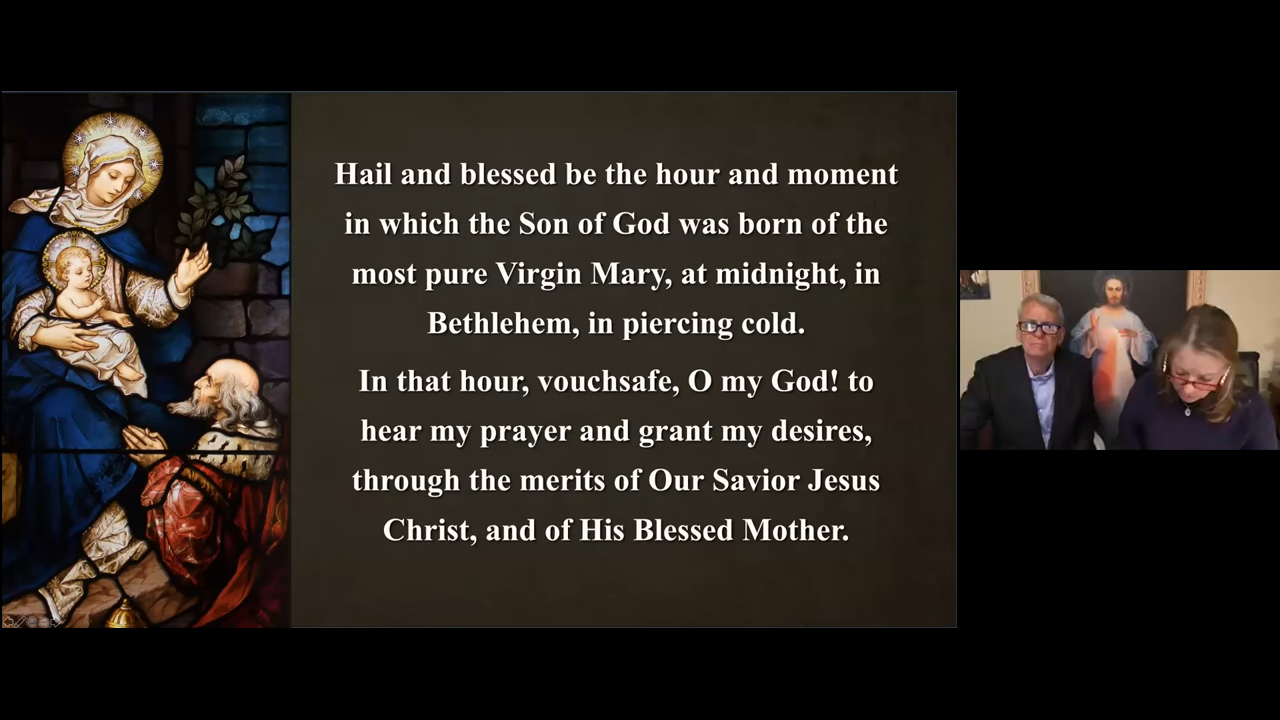 Hail and blessed be the hour and moment
in which the Son of God was born of the
most pure Virgin Mary, at midnight, in
Bethlehem, in piercing cold.
In that hour, vouchsafe, O my God! to
hear my prayer and grant my desires,
through the merits of Our Savior Jesus
Christ, and of His Blessed Mother.